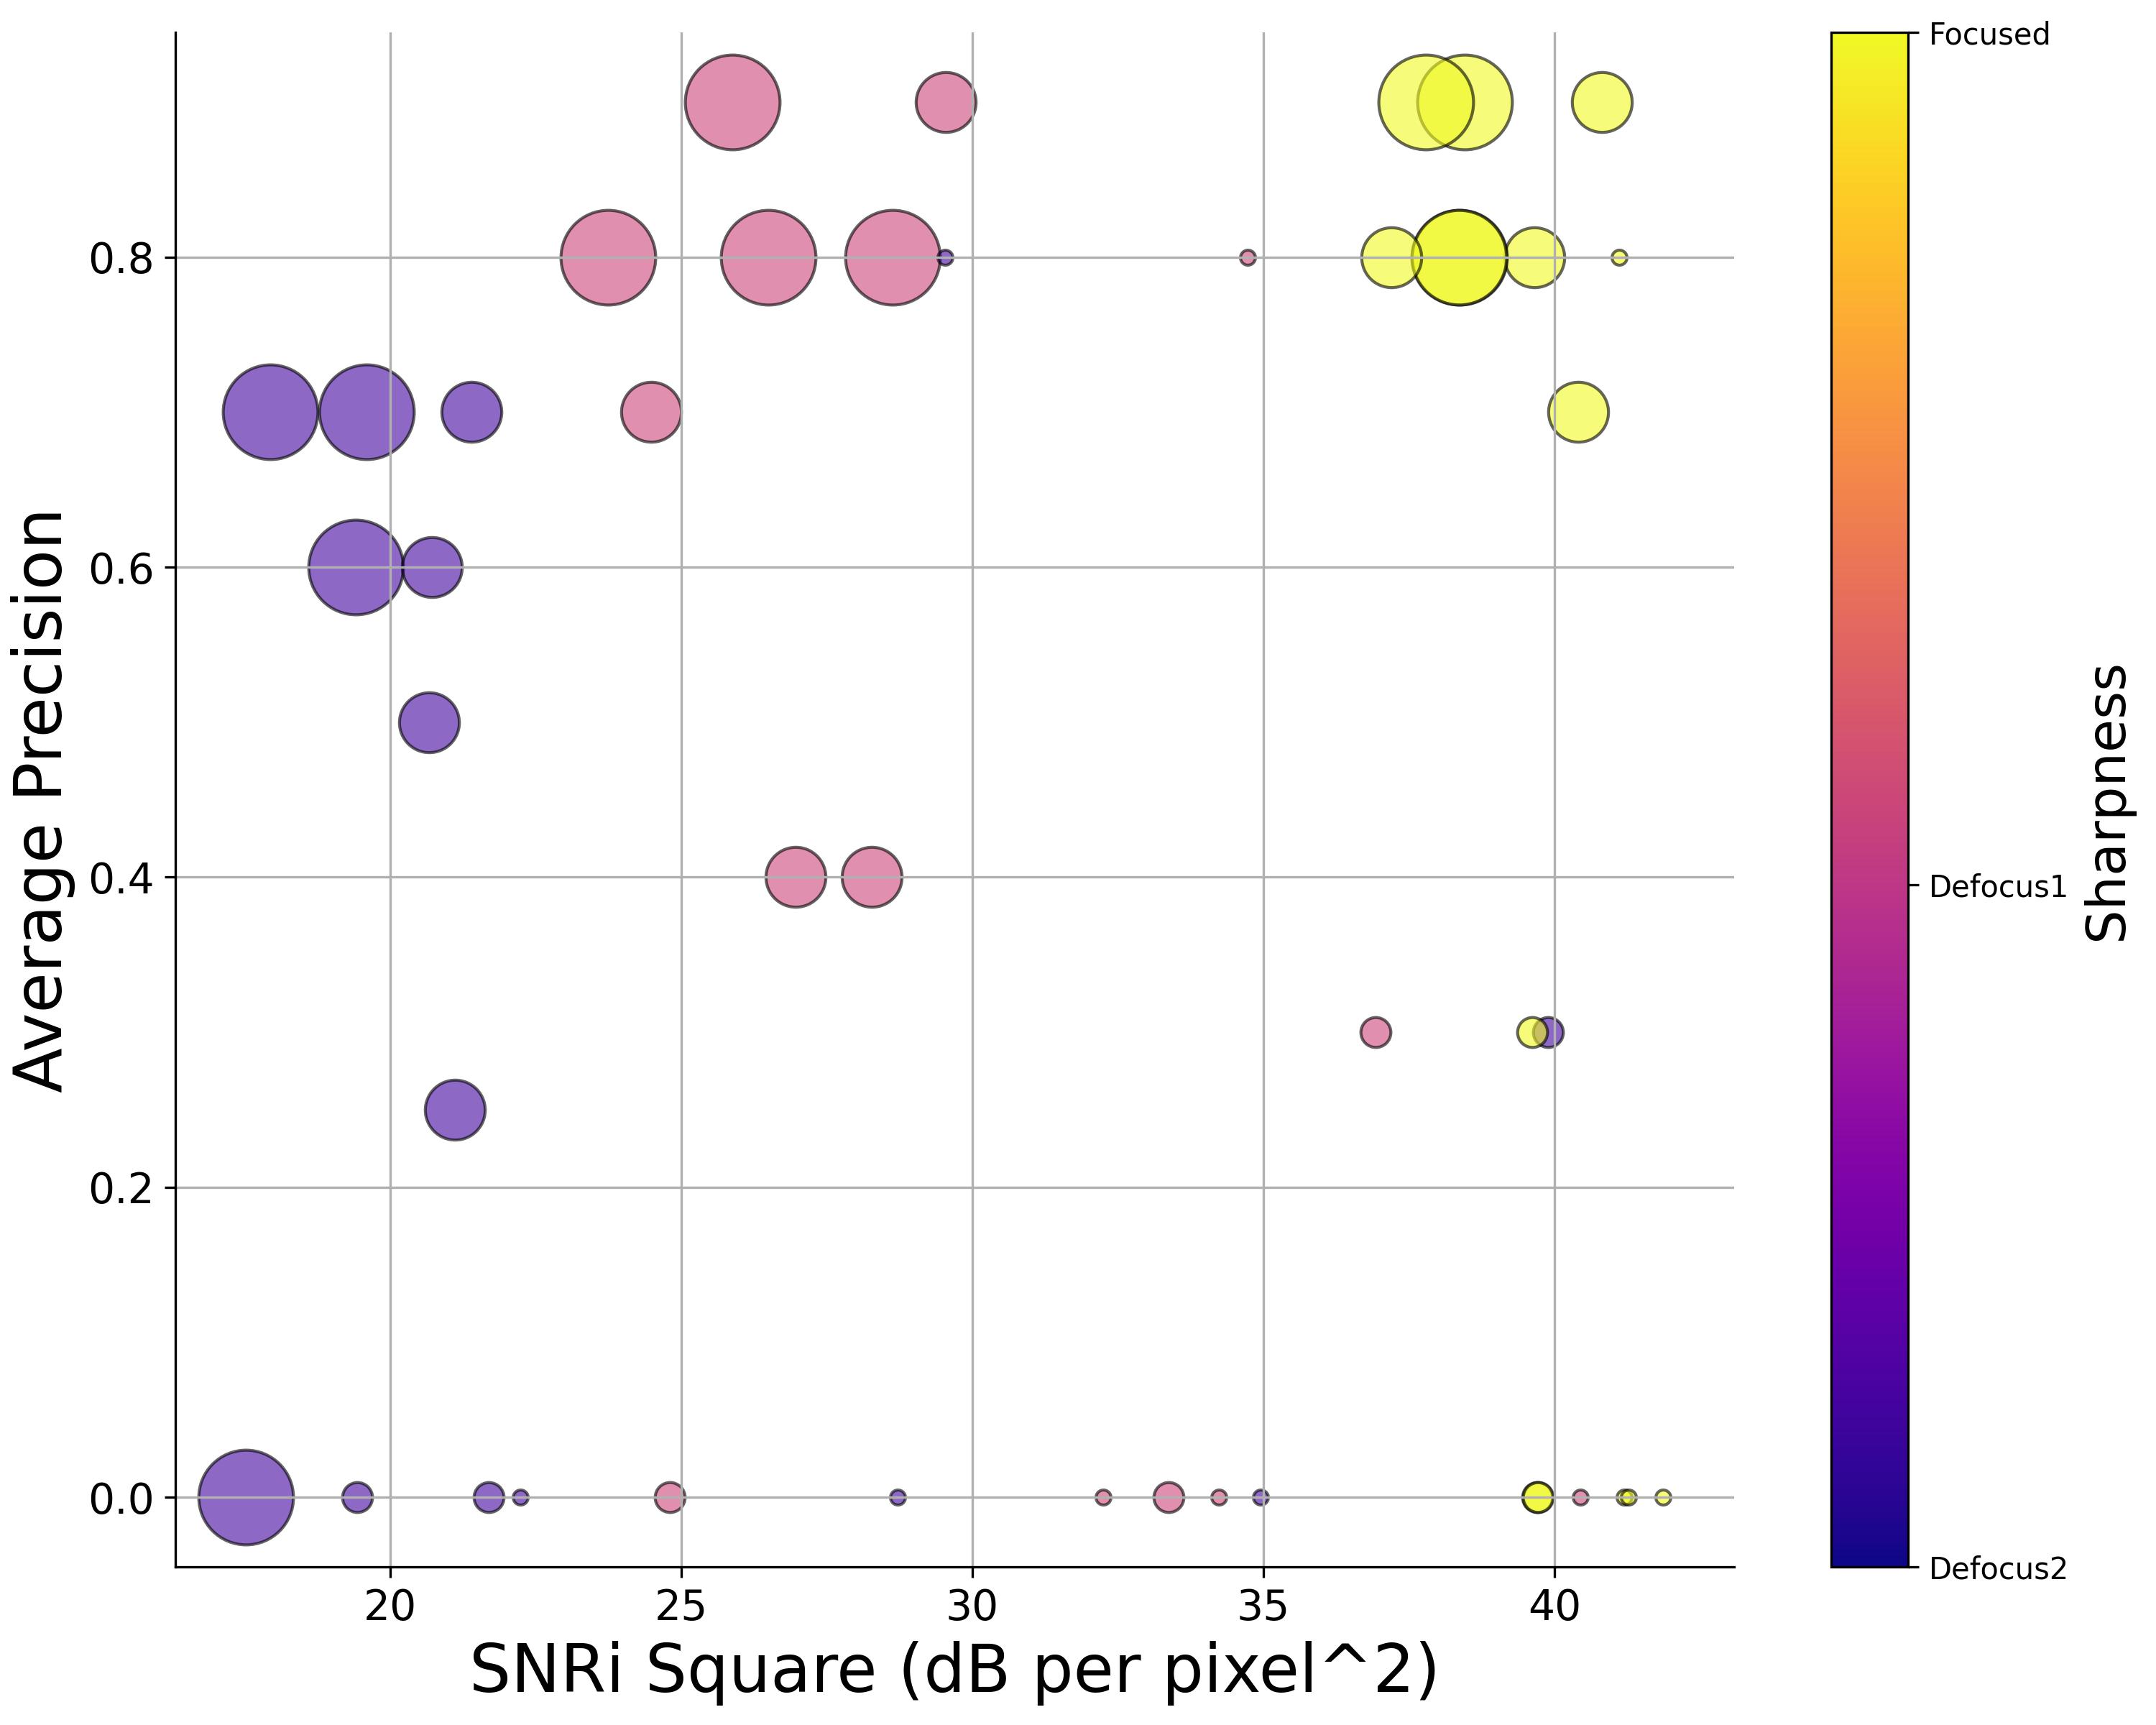 Average Precision
0.8
0.6
0.4
0.2
0.0
20 25 30 35 40
SNRi Square (dB per pixel^2)
Focused
Defocus1
Defocus2
Sharpness